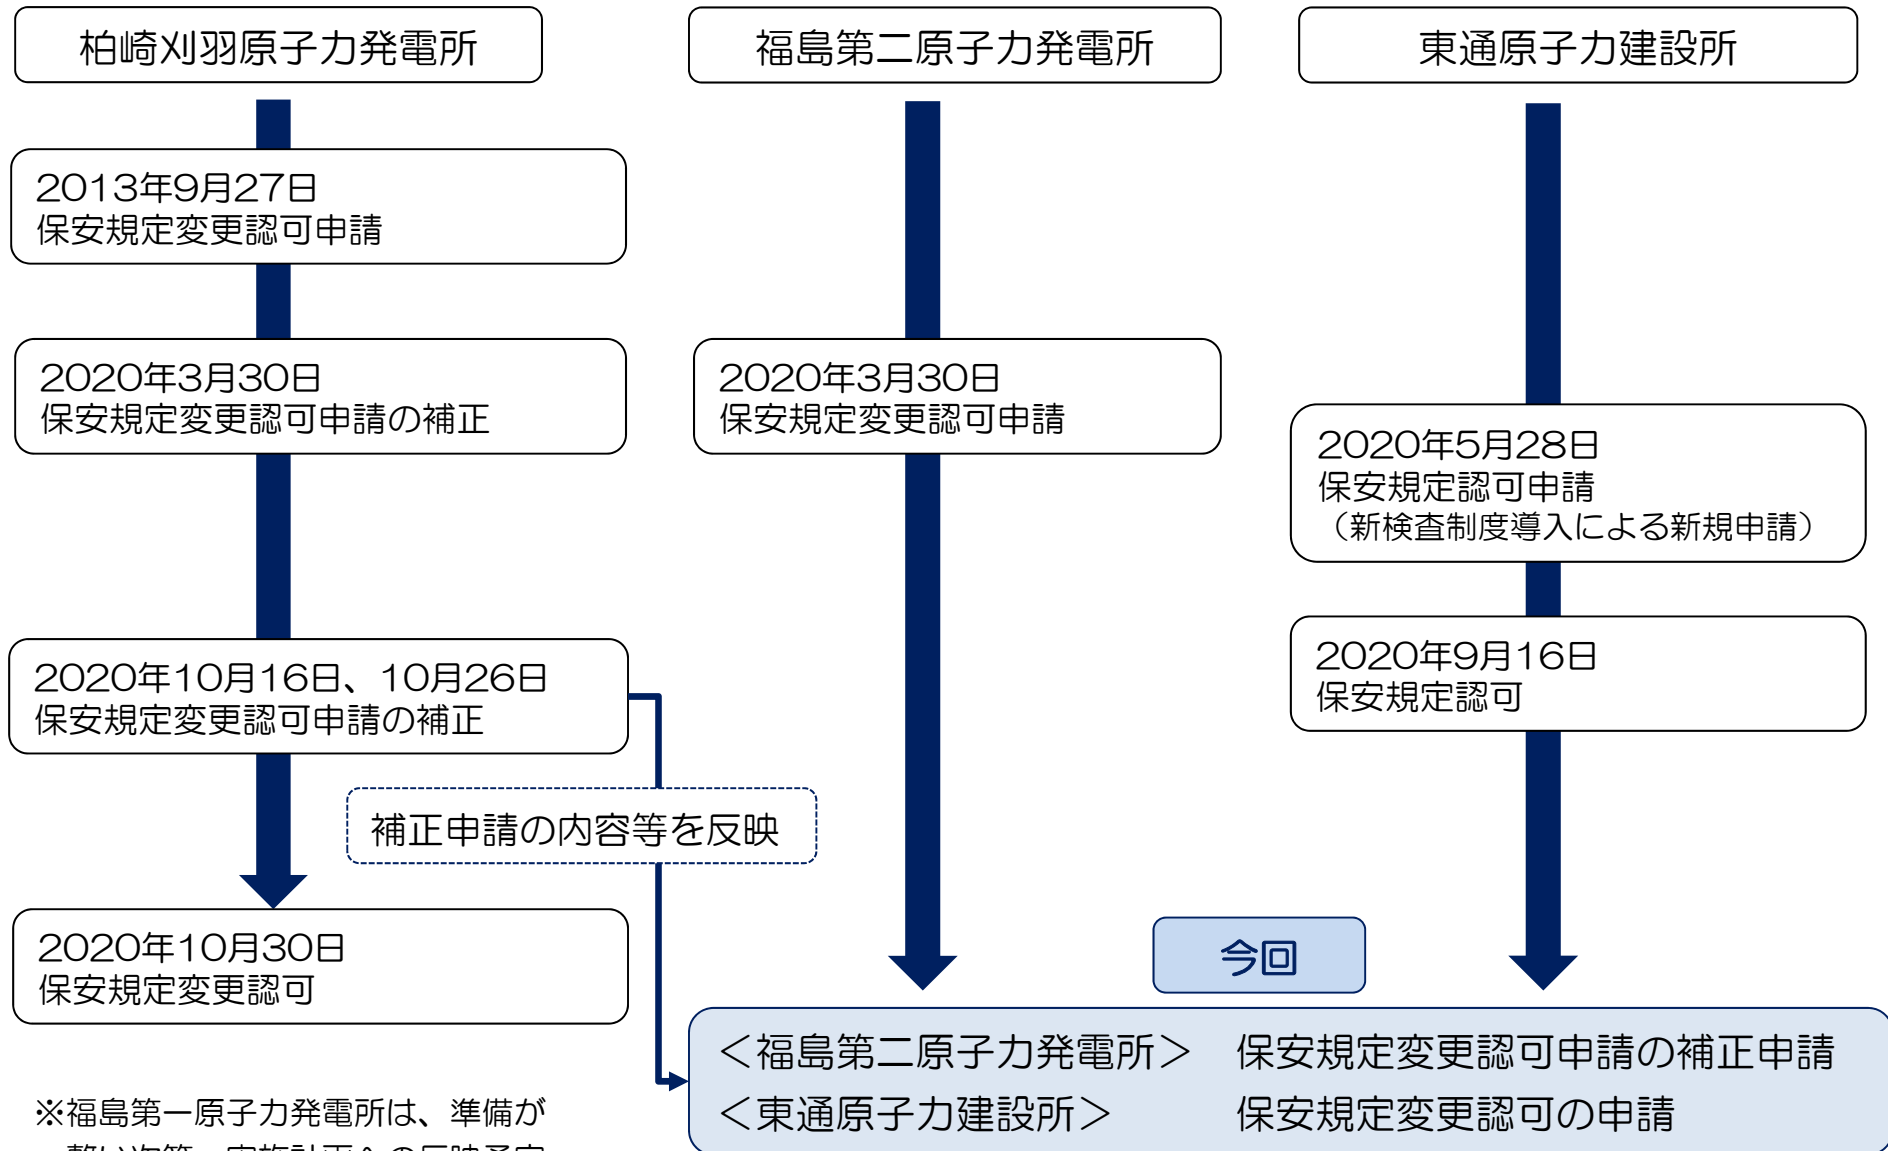 柏崎刈羽原子力発電所
2013年9月27日
保安規定変更認可申請
2020年3月30日
保安規定変更認可申請の補正
2020年10月16日、10月26日
保安規定変更認可申請の補正
補正申請の内容等を反映
2020年10月30日
保安規定変更認可
※福島第一原子力発電所は、準備が
福島第二原子力発電所
2020年3月30日
保安規定変更認可申請
東通原子力建設所
2020年5月28日
保安規定認可申請
（新検査制度導入による新規申請）
2020年9月16日
保安規定認可
今回
＜福島第二原子力発電所＞　保安規定変更認可申請の補正申請
＜東通原子力建設所＞　保安規定変更認可の申請